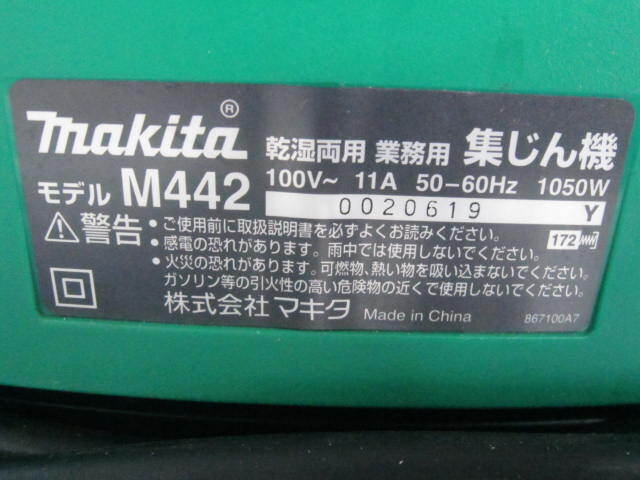 makita®
乾湿両用 業務用 集じん機
モデル M442
100V～ 11A 50-60Hz 1050W
0020619 Y
⚠警告
・ご使用前に取扱説明書を必ずよくお読みください。
・感電の恐れがあります。雨中では使用しないでください。
・火災の恐れがあります。可燃物、熱い物を吸い込まないでください。
ガソリン等の引火性の高い危険物の近くで使用しないでください。
172
株式会社マキタ Made in China
867100A7